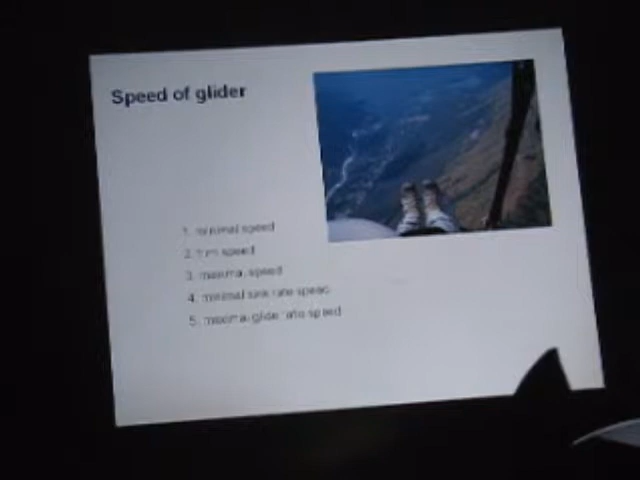 Speed of glider
1. minimal speed
2. trim speed
3. maximal speed
4. minimal sink rate speed
5. maximal glide ratio speed